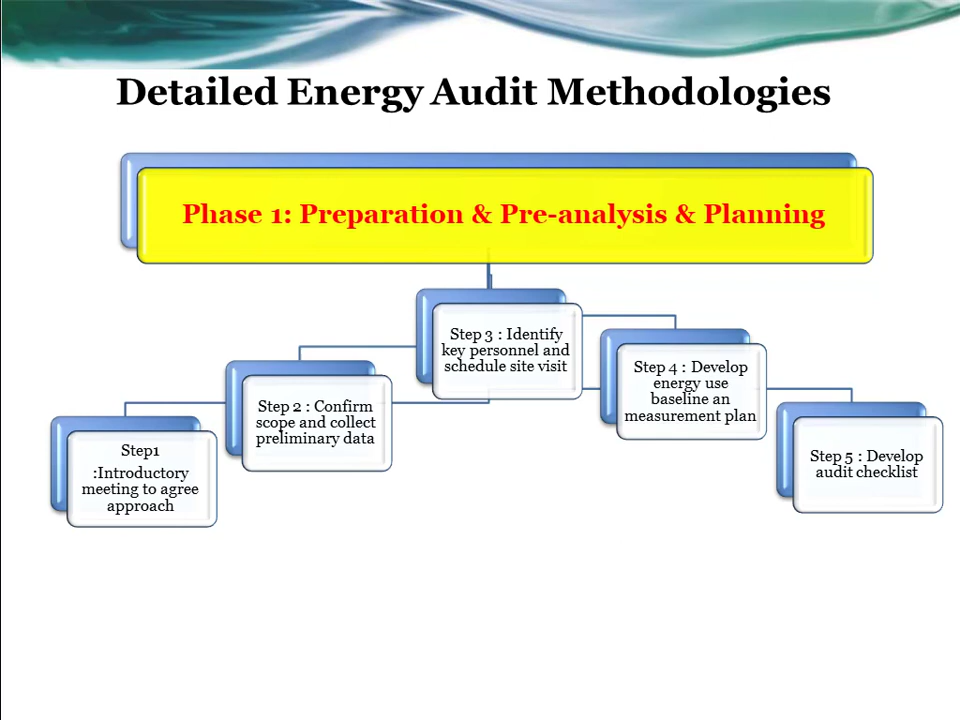 Detailed Energy Audit Methodologies
Phase 1: Preparation & Pre-analysis & Planning
Step1
:Introductory
meeting to agree
approach
Step 2 : Confirm
scope and collect
preliminary data
Step 3 : Identify
key personnel and
schedule site visit
Step 4 : Develop
energy use
baseline an
measurement plan
Step 5 : Develop
audit checklist